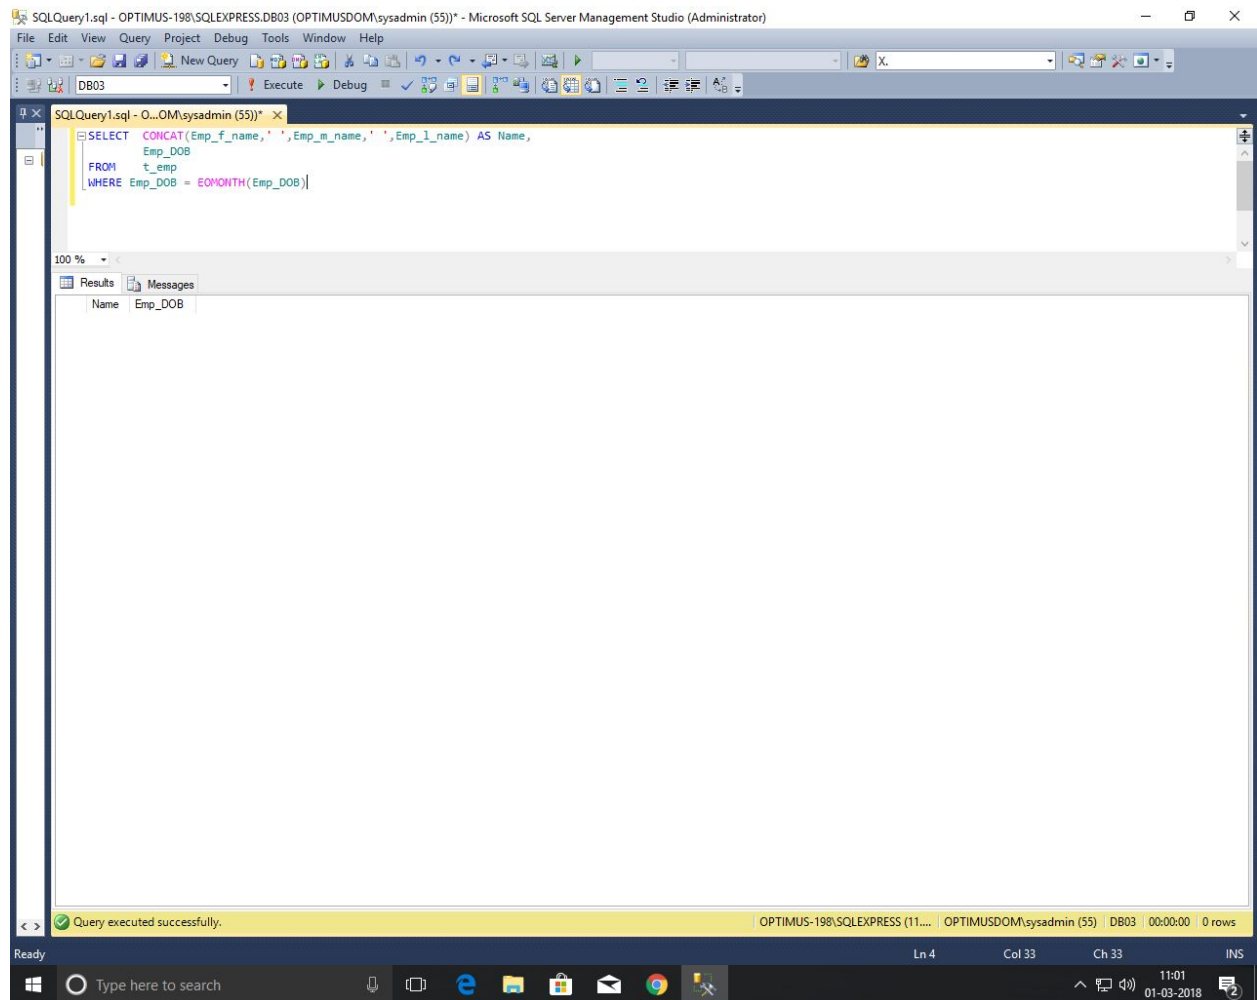 SQLQuery1.sql - OPTIMUS-198\SQLEXPRESS.DB03 (OPTIMUSDOM\sysadmin (55))* - Microsoft SQL Server Management Studio (Administrator)
File Edit View Query Project Debug Tools Window Help
New Query X.
DB03 Execute Debug
SQLQuery1.sql - O...OM\sysadmin (55))*
SELECT CONCAT(Emp_f_name,' ',Emp_m_name,' ',Emp_l_name) AS Name,
Emp_DOB
FROM t_emp
WHERE Emp_DOB = EOMONTH(Emp_DOB)
100 %
Results Messages
Name Emp_DOB
Query executed successfully. OPTIMUS-198\SQLEXPRESS (11.... OPTIMUSDOM\sysadmin (55) DB03 00:00:00 0 rows
Ready Ln 4 Col 33 Ch 33 INS
Type here to search 11:01
01-03-2018 2